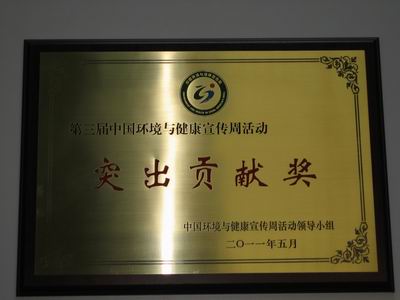 第三届中国环境与健康宣传周活动
突出贡献奖
中国环境与健康宣传周活动领导小组
二〇一一年五月